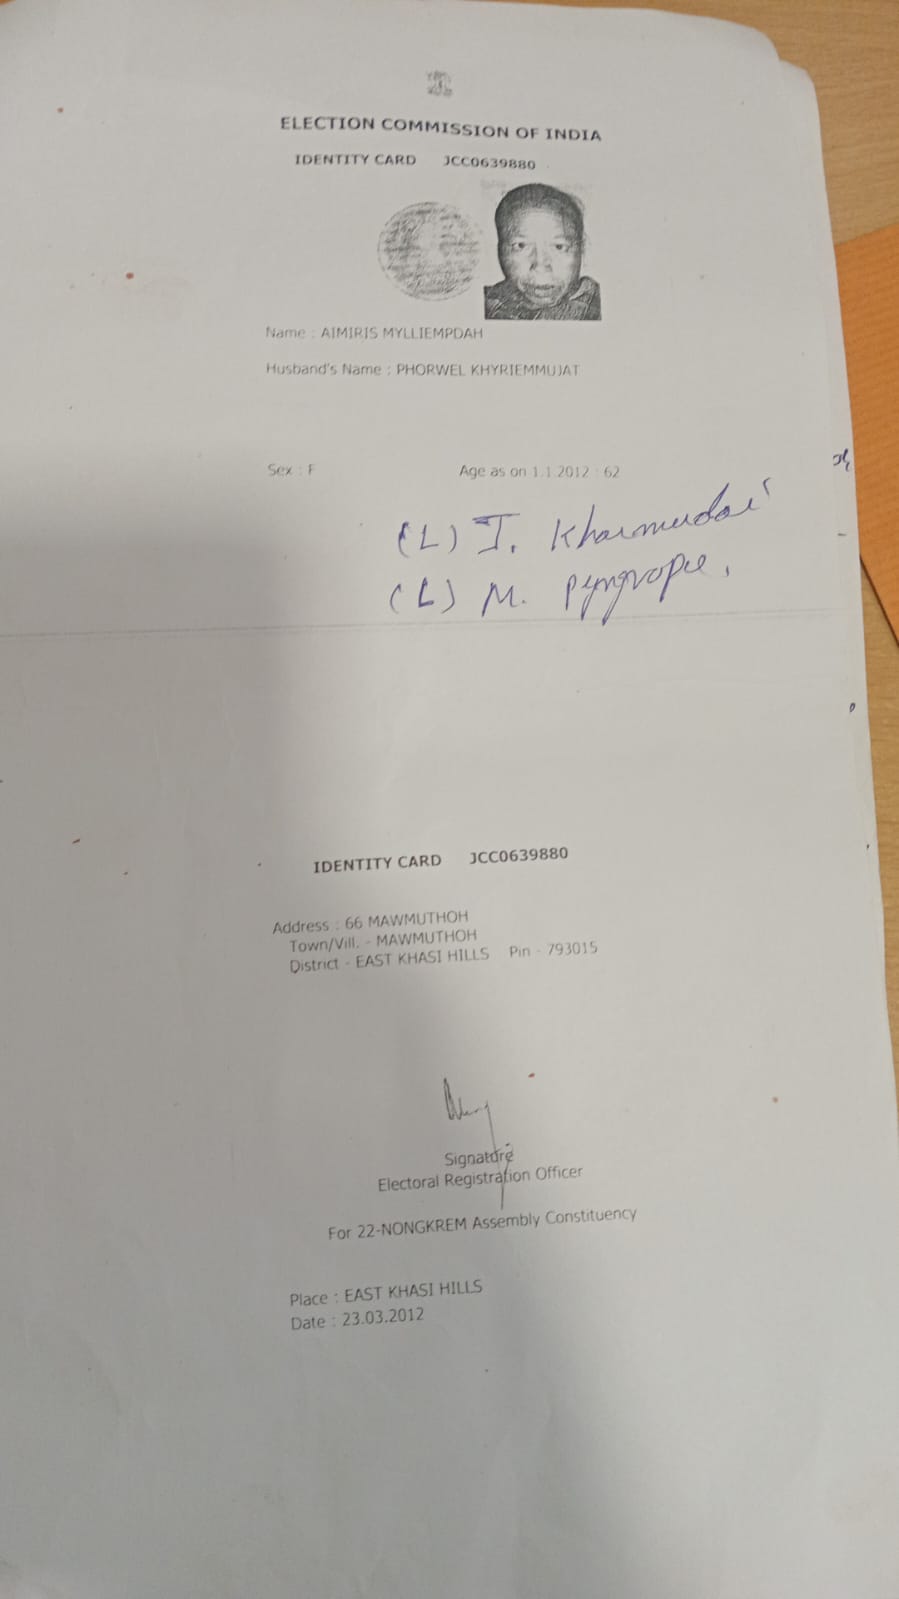 ELECTION COMMISSION OF INDIA
IDENTITY CARD JCC0639880
Name : AIMIRIS MYLLIEMPDAH
Husband's Name : PHORWEL KHYRIEMMUJAT
Sex : F Age as on 1.1.2012 : 62
(L) J. Kharmudai
(L) M. Pyngrope.
IDENTITY CARD JCC0639880
Address : 66 MAWMUTHOH
Town/Vill. - MAWMUTHOH
District - EAST KHASI HILLS Pin - 793015
Signature
Electoral Registration Officer
For 22-NONGKREM Assembly Constituency
Place : EAST KHASI HILLS
Date : 23.03.2012